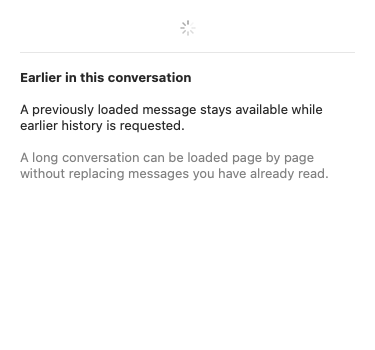 Earlier in this conversation
A previously loaded message stays available while
earlier history is requested.
A long conversation can be loaded page by page
without replacing messages you have already read.